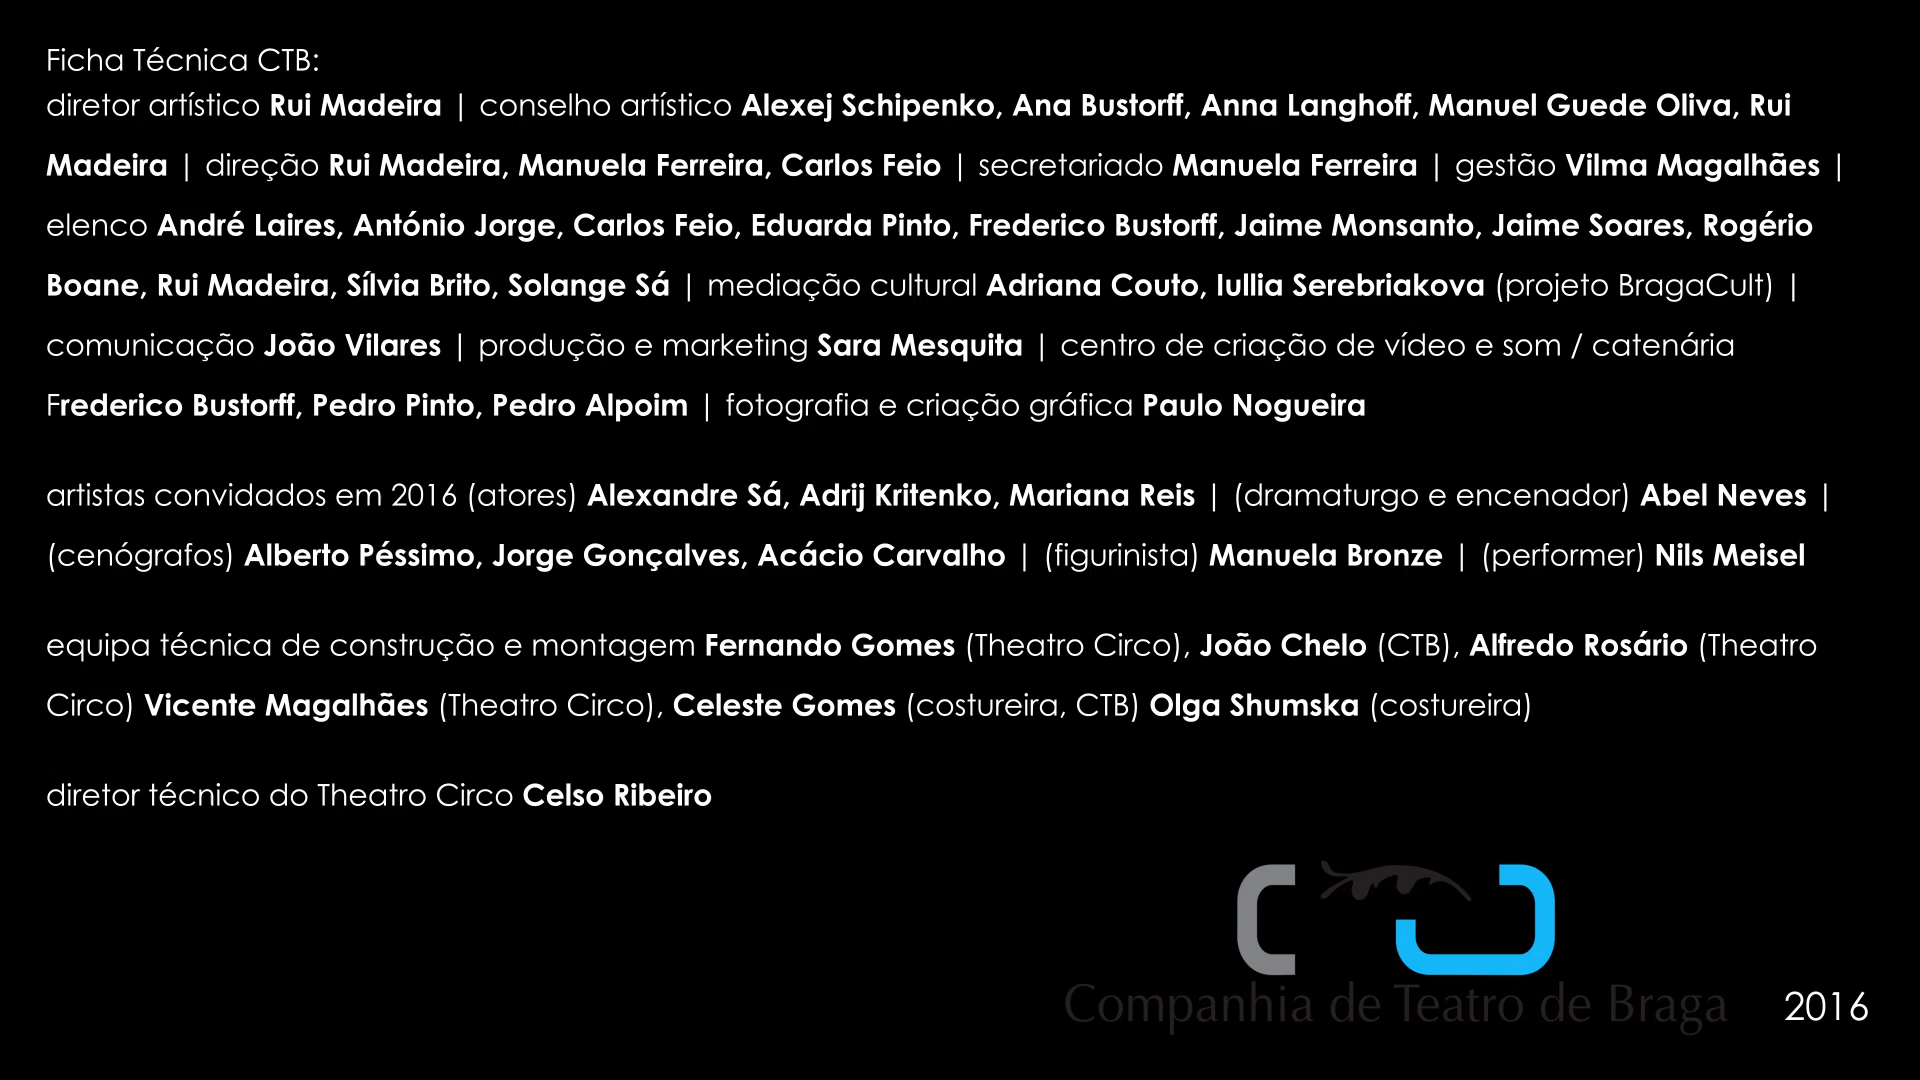 Ficha Técnica CTB:
diretor artístico Rui Madeira | conselho artístico Alexej Schipenko, Ana Bustorff, Anna Langhoff, Manuel Guede Oliva, Rui
Madeira | direção Rui Madeira, Manuela Ferreira, Carlos Feio | secretariado Manuela Ferreira | gestão Vilma Magalhães |
elenco André Laires, António Jorge, Carlos Feio, Eduarda Pinto, Frederico Bustorff, Jaime Monsanto, Jaime Soares, Rogério
Boane, Rui Madeira, Sílvia Brito, Solange Sá | mediação cultural Adriana Couto, Iullia Serebriakova (projeto BragaCult) |
comunicação João Vilares | produção e marketing Sara Mesquita | centro de criação de vídeo e som / catenária
Frederico Bustorff, Pedro Pinto, Pedro Alpoim | fotografia e criação gráfica Paulo Nogueira
artistas convidados em 2016 (atores) Alexandre Sá, Adrij Kritenko, Mariana Reis | (dramaturgo e encenador) Abel Neves |
(cenógrafos) Alberto Péssimo, Jorge Gonçalves, Acácio Carvalho | (figurinista) Manuela Bronze | (performer) Nils Meisel
equipa técnica de construção e montagem Fernando Gomes (Theatro Circo), João Chelo (CTB), Alfredo Rosário (Theatro
Circo) Vicente Magalhães (Theatro Circo), Celeste Gomes (costureira, CTB) Olga Shumska (costureira)
diretor técnico do Theatro Circo Celso Ribeiro
Companhia de Teatro de Braga
2016